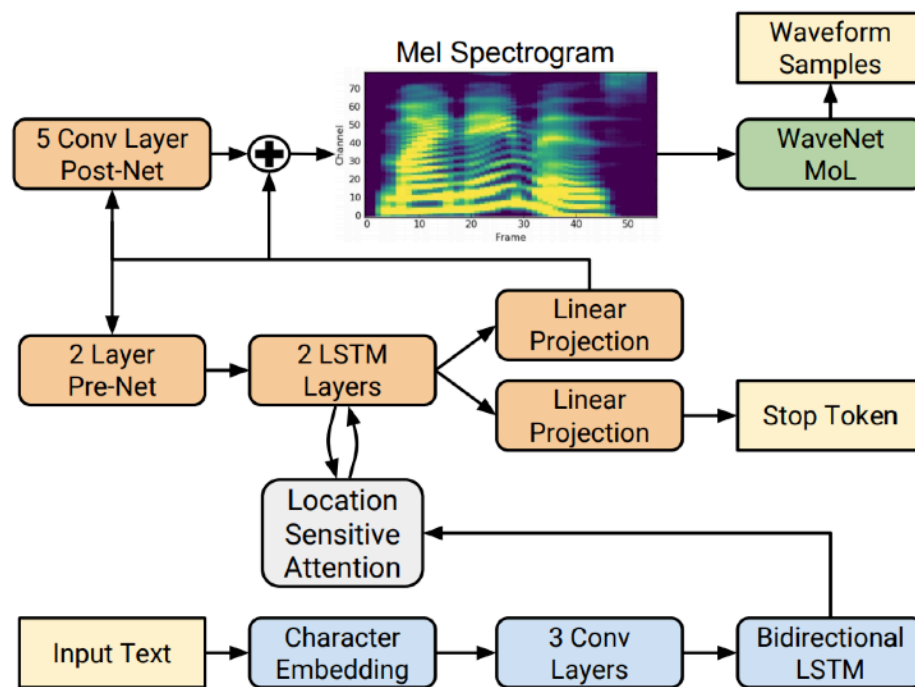 Waveform
Samples
Mel Spectrogram
5 Conv Layer
Post-Net
WaveNet
MoL
Channel
70
60
50
40
30
20
10
0
0 10 20 30 40 50
Frame
2 Layer
Pre-Net
2 LSTM
Layers
Linear
Projection
Linear
Projection
Stop Token
Location
Sensitive
Attention
Input Text
Character
Embedding
3 Conv
Layers
Bidirectional
LSTM